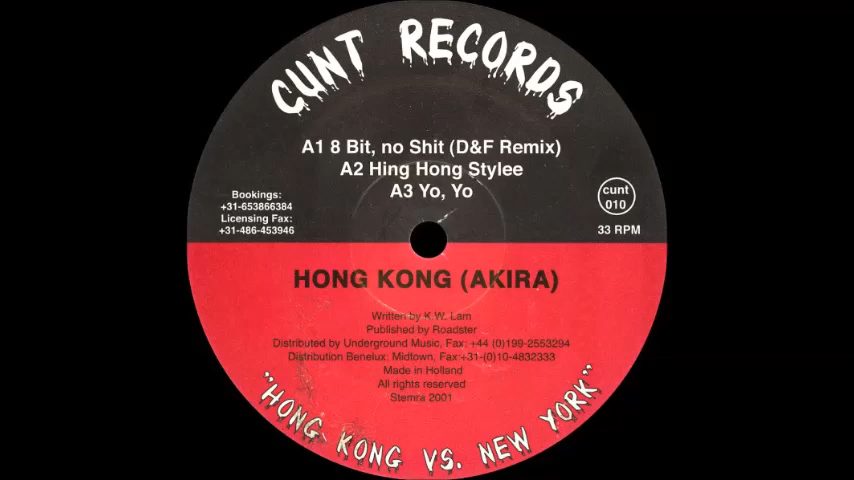 CUNT RECORDS
A1 8 Bit, no Shit (D&F Remix)
A2 Hing Hong Stylee
A3 Yo, Yo
Bookings:
+31-653866384
Licensing Fax:
+31-486-453946
cunt
010
33 RPM
HONG KONG (AKIRA)
Written by K.W. Lam
Published by Roadster
Distributed by Underground Music, Fax: +44 (0)199-2553294
Distribution Benelux: Midtown, Fax:+31-(0)10-4832333
Made in Holland
All rights reserved
Stemra 2001
"HONG KONG VS. NEW YORK"